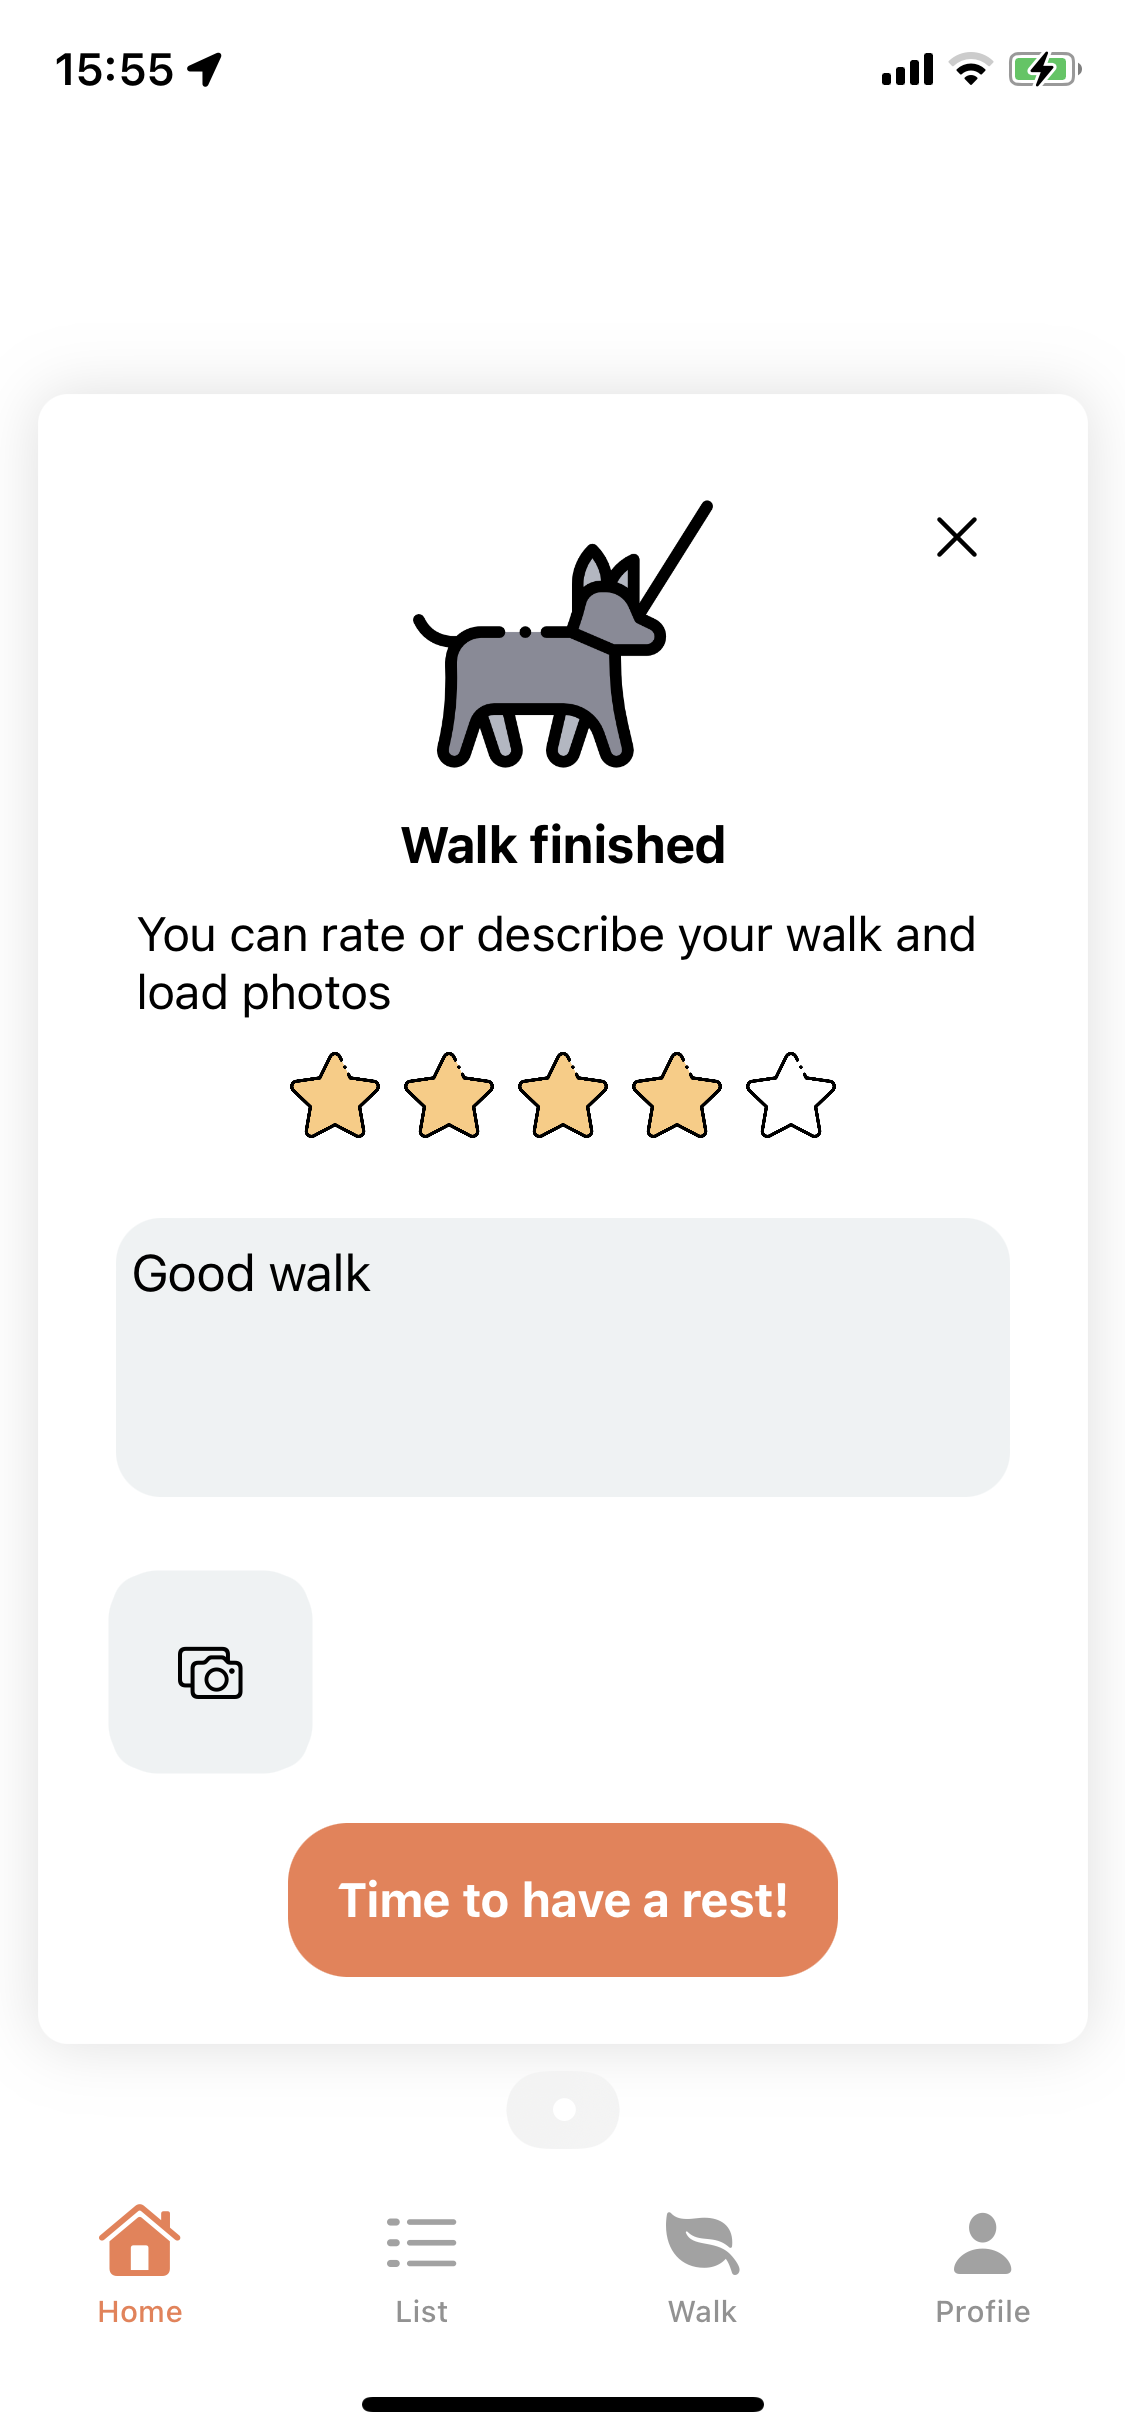 15:55
Walk finished
You can rate or describe your walk and
load photos
Good walk
Time to have a rest!
Home
List
Walk
Profile